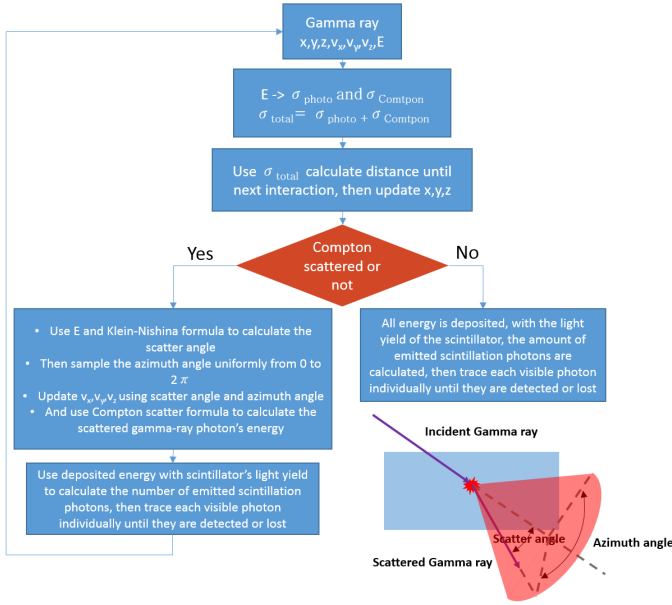 Gamma ray
x,y,z,vx,vy,vz,E
E -> σ photo and σ Comtpon
σ total = σ photo + σ Comtpon
Use σ total calculate distance until
next interaction, then update x,y,z
Compton
scattered or
not
Yes
No
• Use E and Klein-Nishina formula to calculate the
scatter angle
• Then sample the azimuth angle uniformly from 0 to
2 π
• Update vx,vy,vz using scatter angle and azimuth angle
• And use Compton scatter formula to calculate the
scattered gamma-ray photon's energy
Use deposited energy with scintillator's light yield
to calculate the number of emitted scintillation
photons, then trace each visible photon
individually until they are detected or lost
All energy is deposited, with the light
yield of the scintillator, the amount of
emitted scintillation photons are
calculated, then trace each visible photon
individually until they are detected or lost
Incident Gamma ray
Scatter angle
Azimuth angle
Scattered Gamma ray